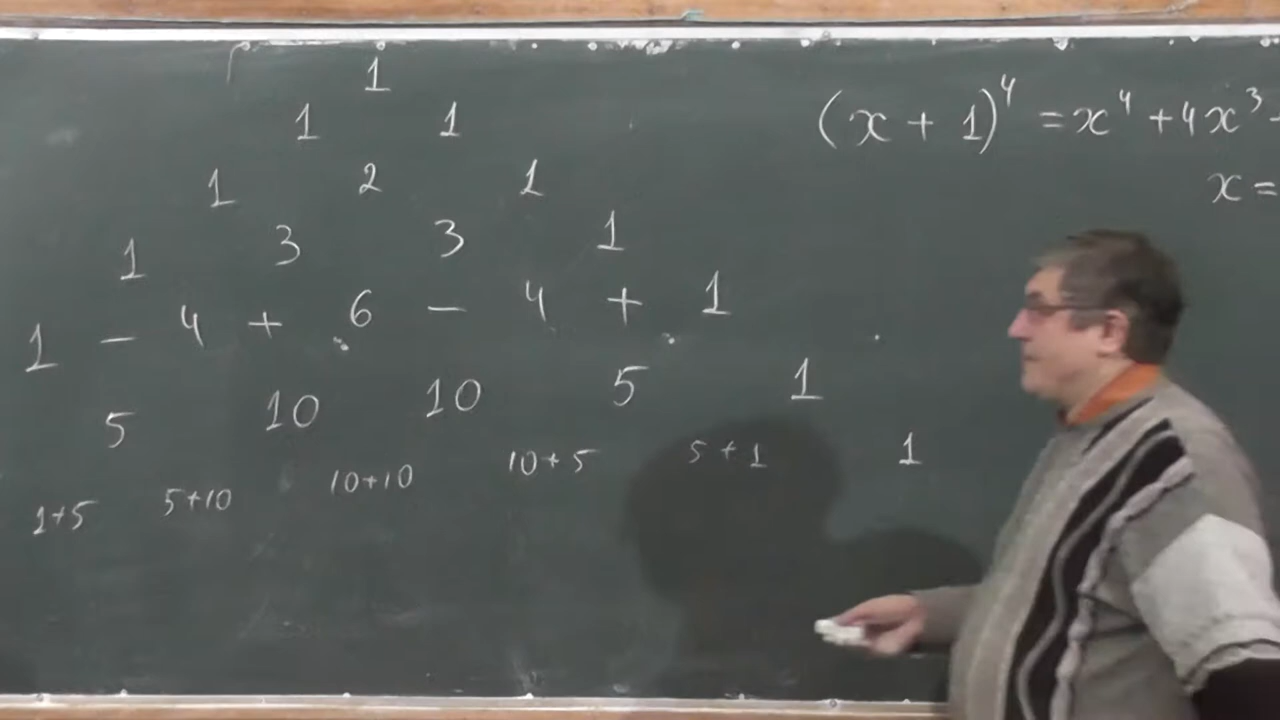 1
1 1
1 2 1
1 3 3 1
1 - 4 + 6 - 4 + 1
5 10 10 5 1
1+5 5+10 10+10 10+5 5+1 1
(x + 1)⁴ = x⁴ + 4x³
x =